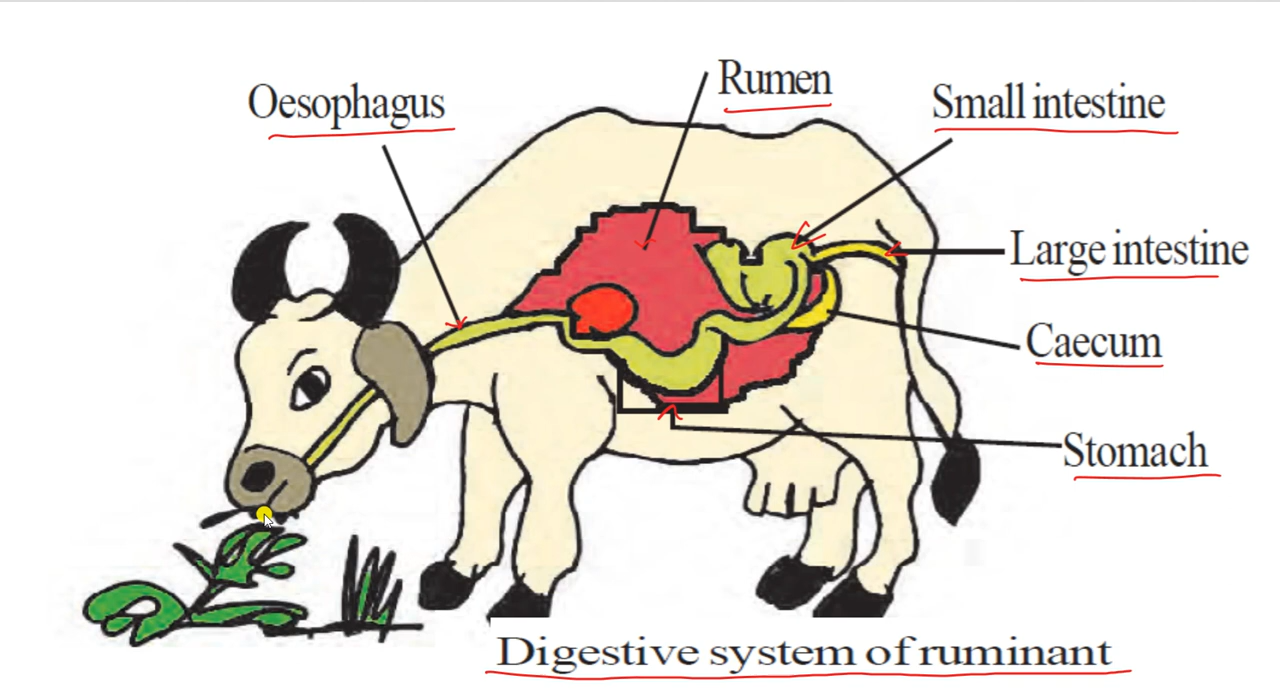 Rumen
Oesophagus
Small intestine
Large intestine
Caecum
Stomach
Digestive system of ruminant